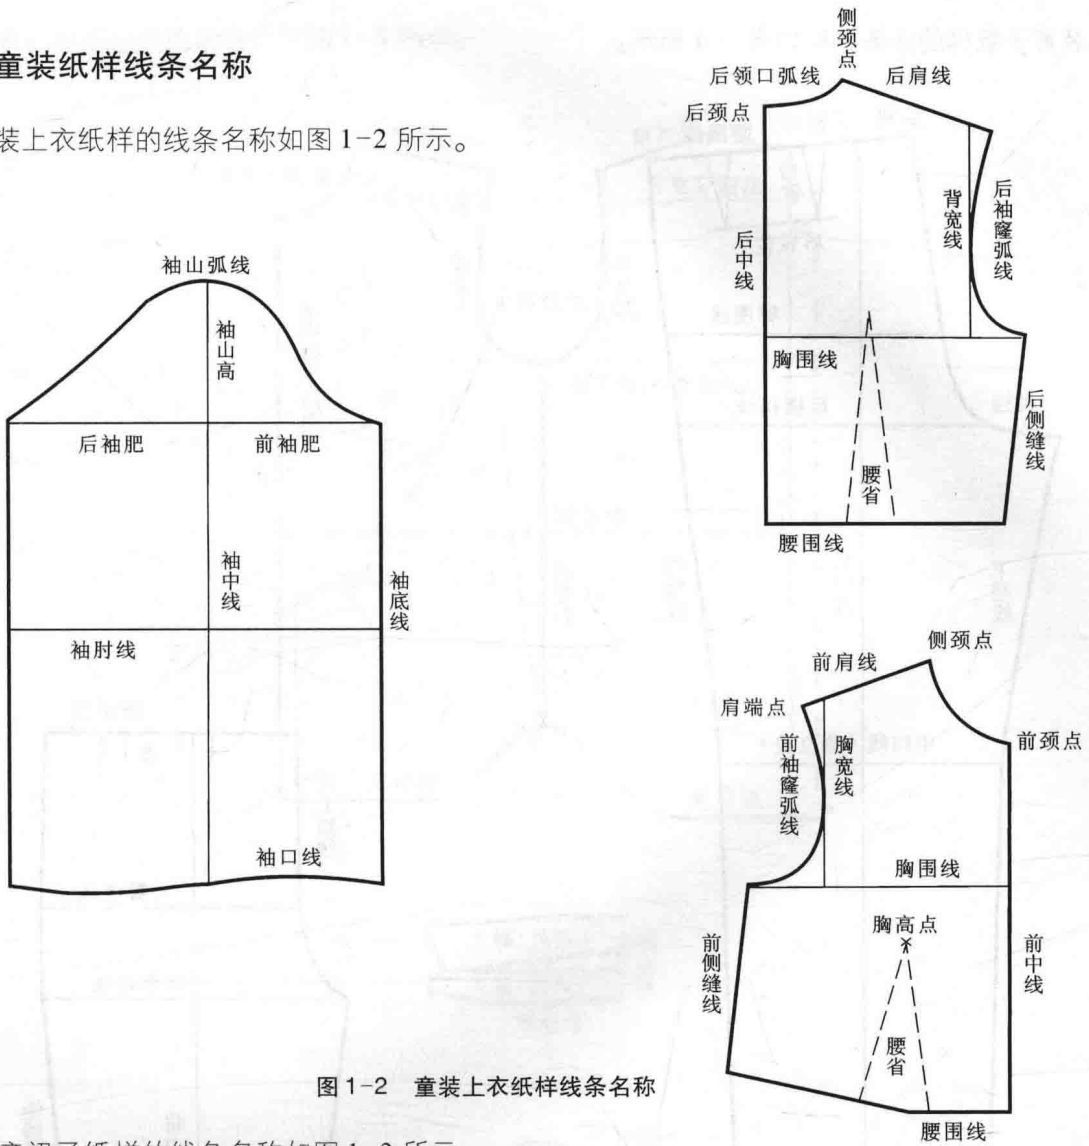 童装纸样线条名称
装上衣纸样的线条名称如图1-2 所示。
袖山弧线
袖山高
后袖肥
前袖肥
袖中线
袖底线
袖肘线
袖口线
侧颈点
后领口弧线
后肩线
后颈点
后中线
背宽线
后袖窿弧线
胸围线
后侧缝线
腰省
腰围线
侧颈点
前肩线
肩端点
前颈点
前袖窿弧线
胸宽线
胸围线
胸高点
前侧缝线
前中线
腰省
腰围线
图1-2 童装上衣纸样线条名称